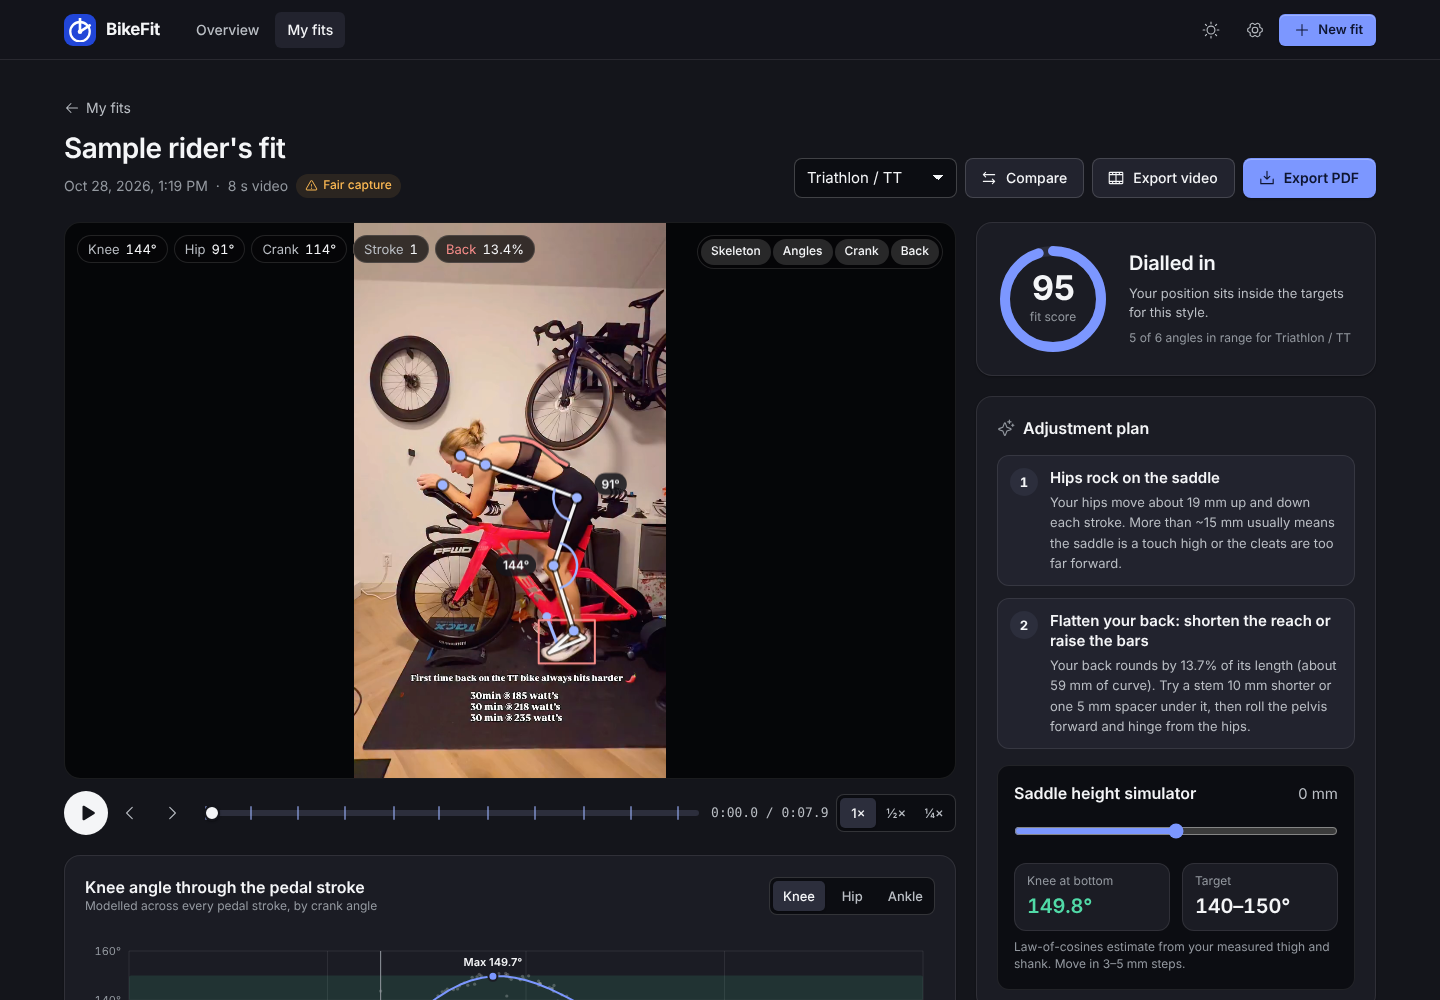 BikeFit
Overview
My fits
New fit
My fits
Sample rider's fit
Oct 28, 2026, 1:19 PM · 8 s video
Fair capture
Triathlon / TT
Compare
Export video
Export PDF
Knee 144°
Hip 91°
Crank 114°
Stroke 1
Back 13.4%
Skeleton
Angles
Crank
Back
91°
144°
FFWD
Tacx
First time back on the TT bike always hits harder
30min @ 185 watt's
30 min @ 218 watt's
30 min @ 235 watt's
0:00.0 / 0:07.9
1×
½×
¼×
Knee angle through the pedal stroke
Modelled across every pedal stroke, by crank angle
Knee
Hip
Ankle
160°
Max 149.7°
140°
95
fit score
Dialled in
Your position sits inside the targets
for this style.
5 of 6 angles in range for Triathlon / TT
Adjustment plan
1
Hips rock on the saddle
Your hips move about 19 mm up and down
each stroke. More than ~15 mm usually means
the saddle is a touch high or the cleats are too
far forward.
2
Flatten your back: shorten the reach or
raise the bars
Your back rounds by 13.7% of its length (about
59 mm of curve). Try a stem 10 mm shorter or
one 5 mm spacer under it, then roll the pelvis
forward and hinge from the hips.
Saddle height simulator
0 mm
Knee at bottom
149.8°
Target
140–150°
Law-of-cosines estimate from your measured thigh and
shank. Move in 3–5 mm steps.